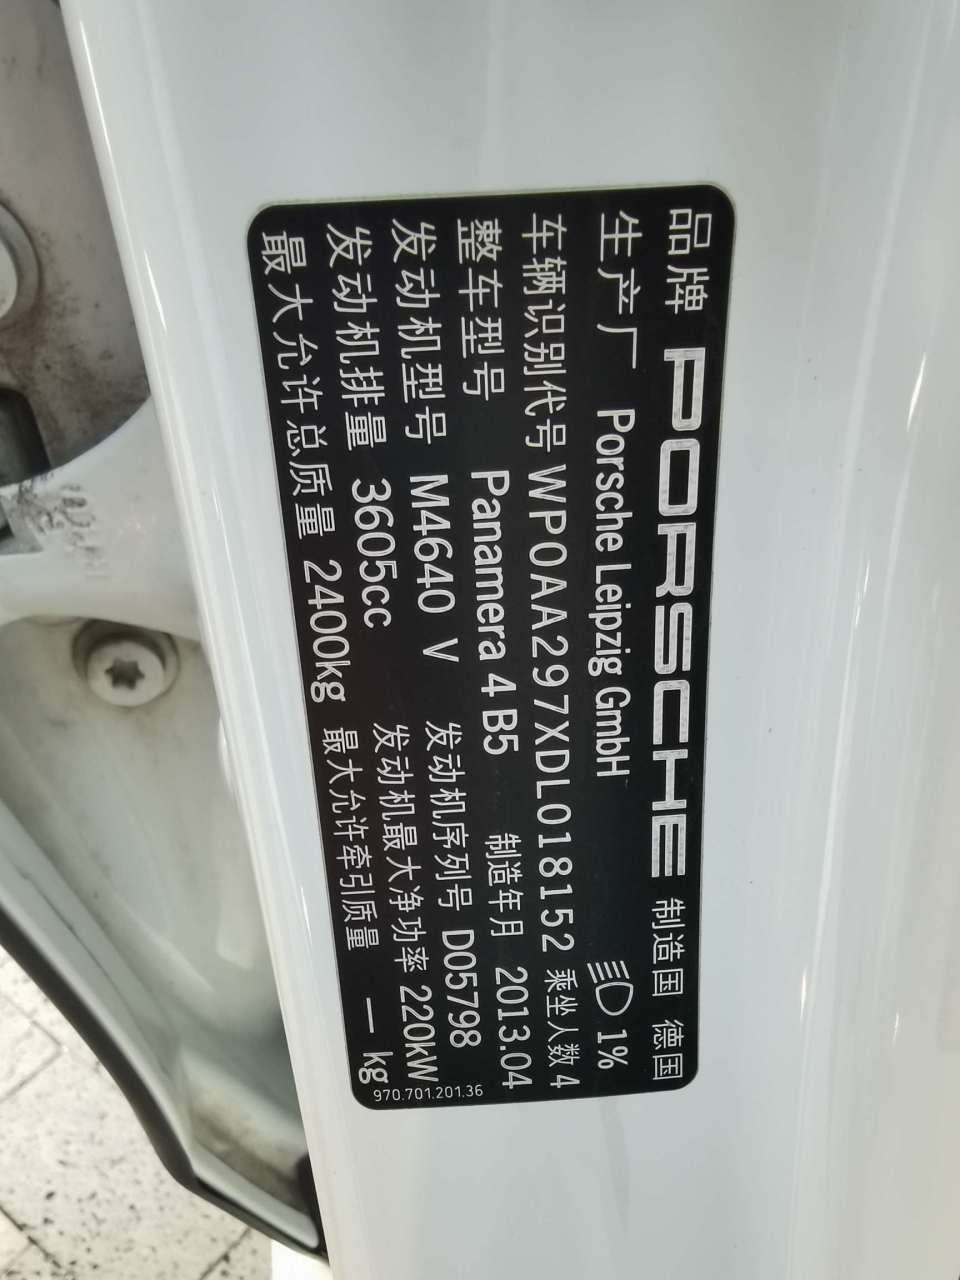 品牌 PORSCHE 制造国 德国
生产厂 Porsche Leipzig GmbH 1%
车辆识别代号 WP0AA297XDL018152 乘坐人数 4
整车型号 Panamera 4 B5 制造年月 2013.04
发动机型号 M4640 V 发动机序列号 D05798
发动机排量 3605cc 发动机最大净功率 220kW
最大允许总质量 2400kg 最大允许牵引质量 — kg
970.701.201.36